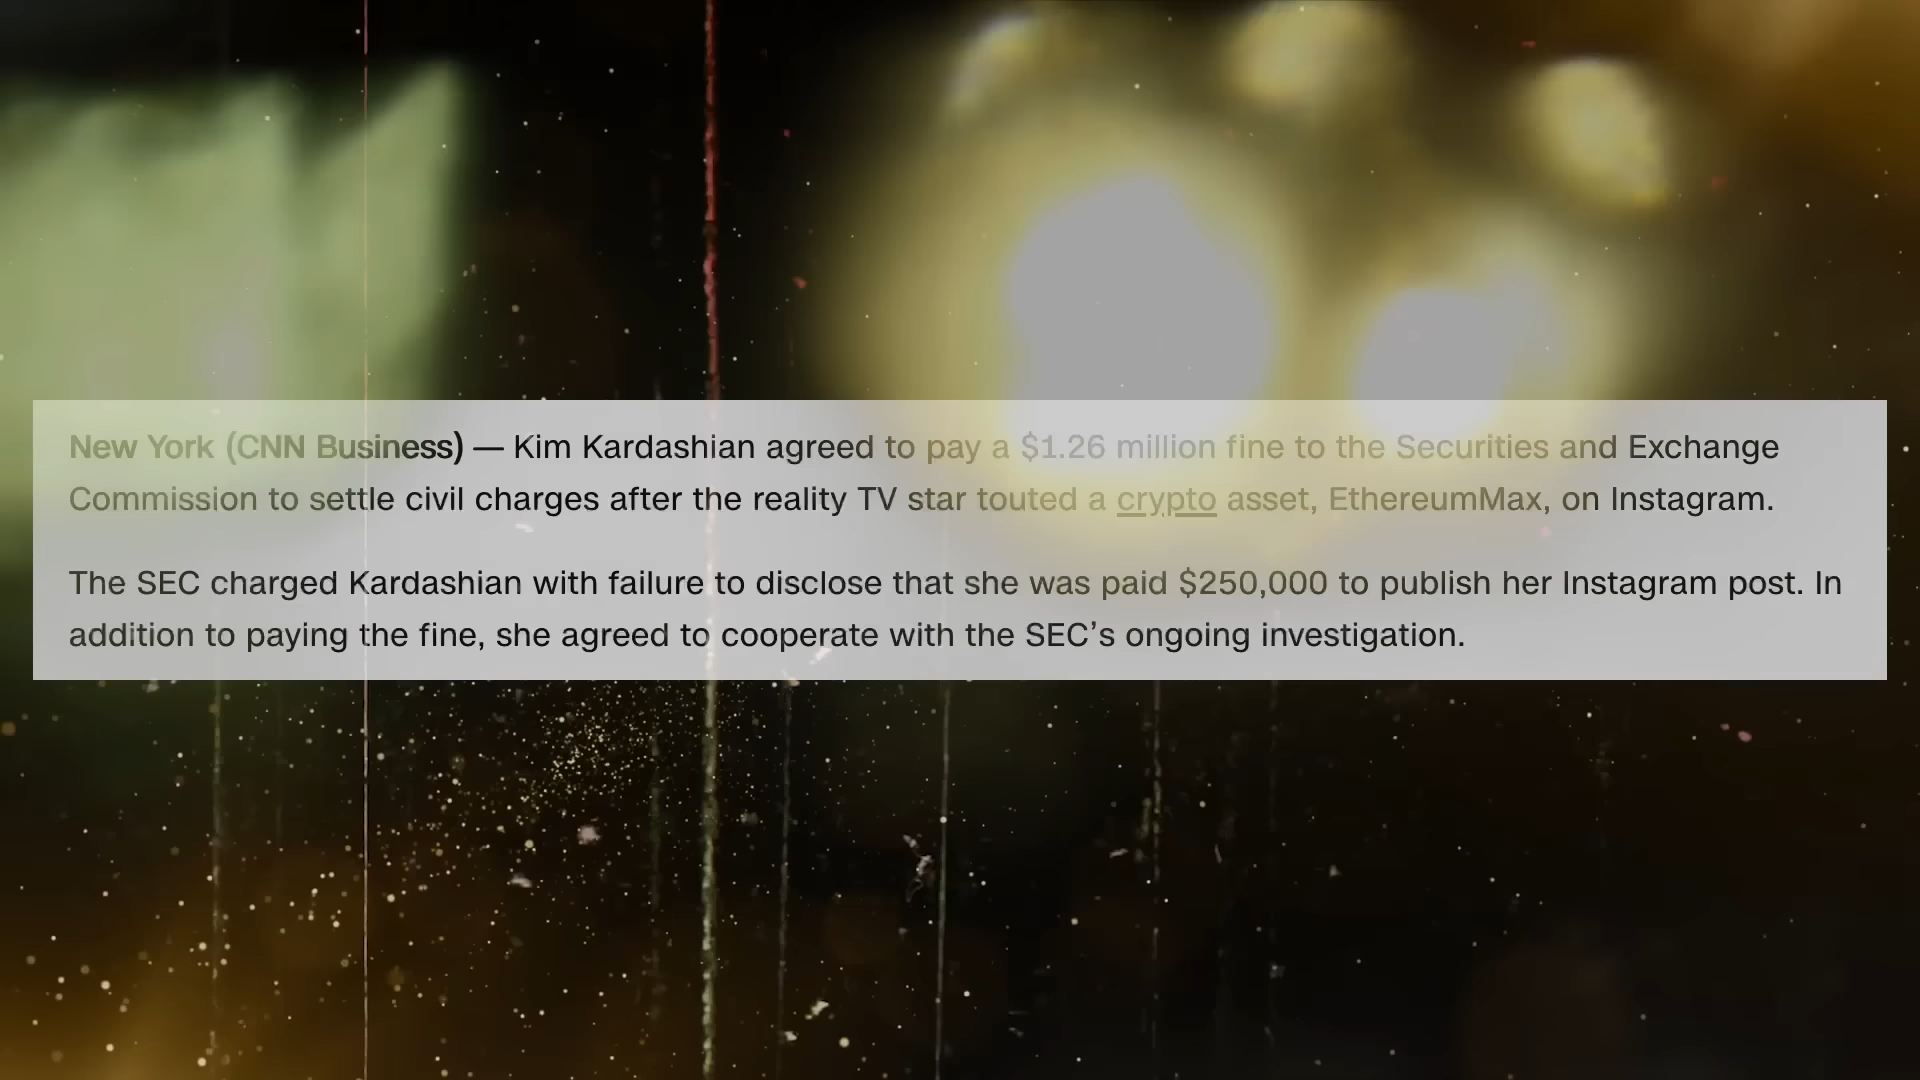 New York (CNN Business) — Kim Kardashian agreed to pay a $1.26 million fine to the Securities and Exchange
Commission to settle civil charges after the reality TV star touted a crypto asset, EthereumMax, on Instagram.
The SEC charged Kardashian with failure to disclose that she was paid $250,000 to publish her Instagram post. In
addition to paying the fine, she agreed to cooperate with the SEC’s ongoing investigation.